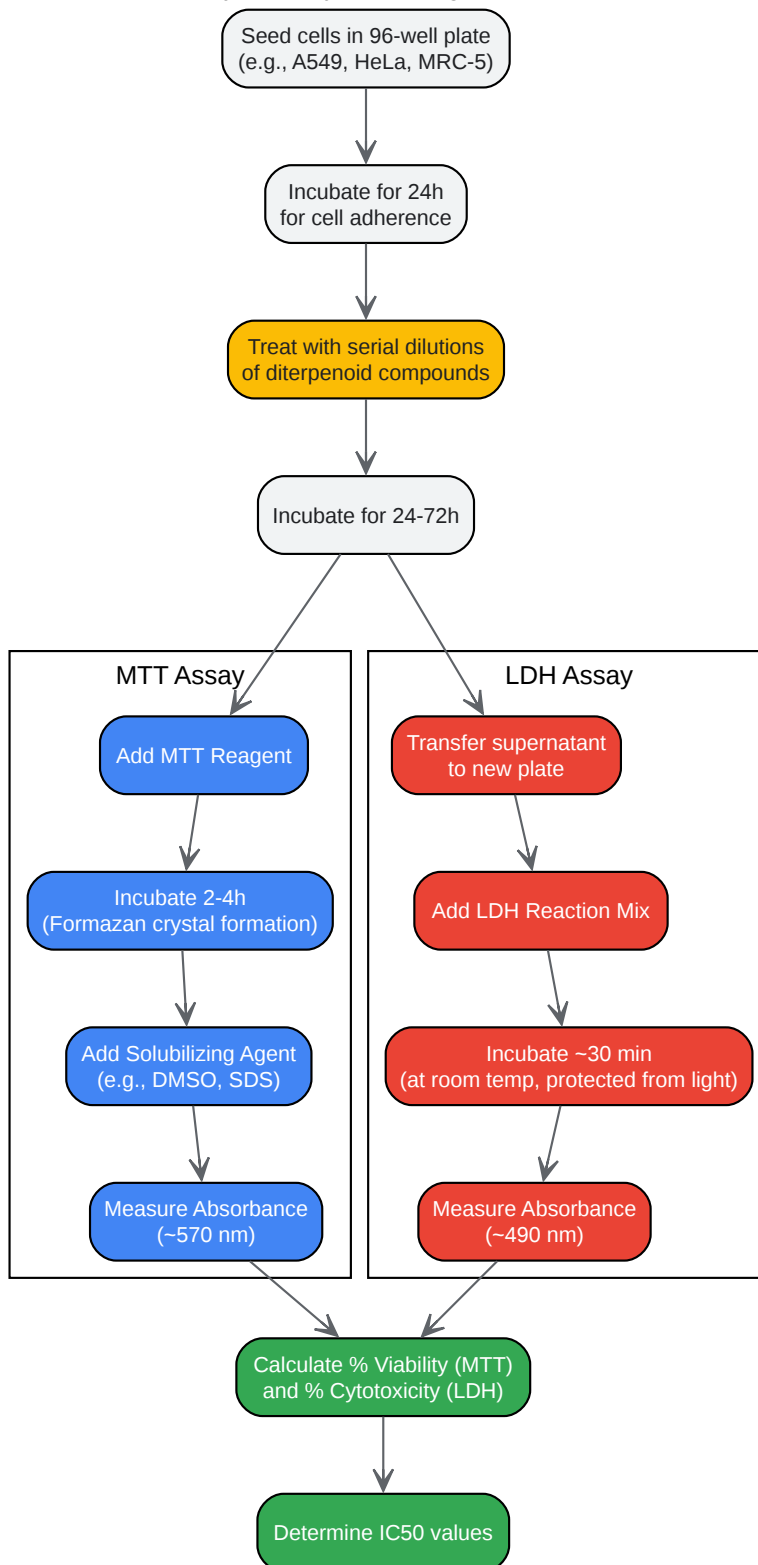 Seed cells in 96-well plate
(e.g., A549, HeLa, MRC-5)
Incubate for 24h
for cell adherence
Treat with serial dilutions
of diterpenoid compounds
Incubate for 24-72h
MTT Assay
Add MTT Reagent
Incubate 2-4h
(Formazan crystal formation)
Add Solubilizing Agent
(e.g., DMSO, SDS)
Measure Absorbance
(~570 nm)
LDH Assay
Transfer supernatant
to new plate
Add LDH Reaction Mix
Incubate ~30 min
(at room temp, protected from light)
Measure Absorbance
(~490 nm)
Calculate % Viability (MTT)
and % Cytotoxicity (LDH)
Determine IC50 values